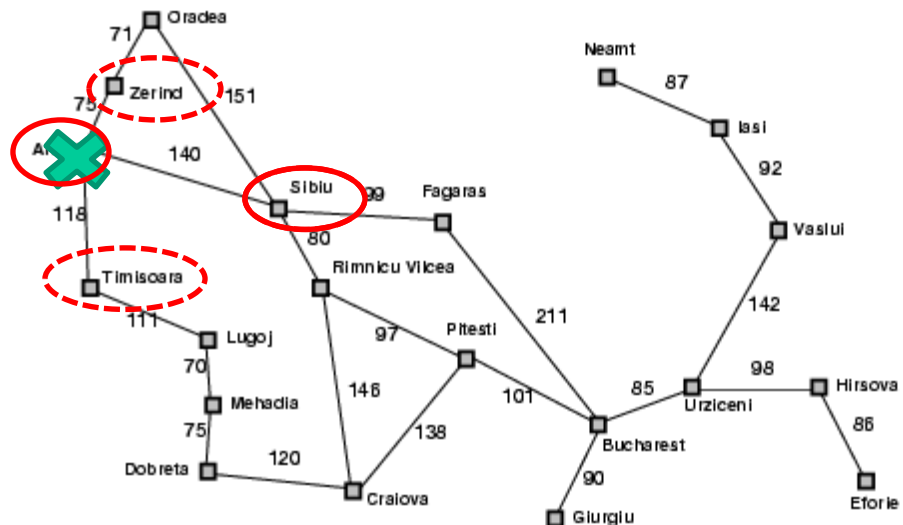 Oradea
71
Neamt
87
Zerind
151
75
Iasi
140
92
Sibiu
99
Fagaras
118
80
Vaslui
Timisoara
Rimnicu Vilcea
111
211
142
Lugoj
97
Pitesti
70
98
Hirsova
146
101
85
Mehadia
Urziceni
75
138
86
Bucharest
Dobreta
120
90
Craiova
Eforie
Giurgiu